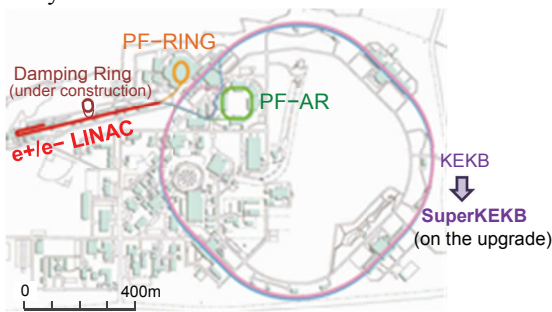 PF-RING
Damping Ring
(under construction)
PF-AR
e+/e- LINAC
KEKB
SuperKEKB
(on the upgrade)
0 400m